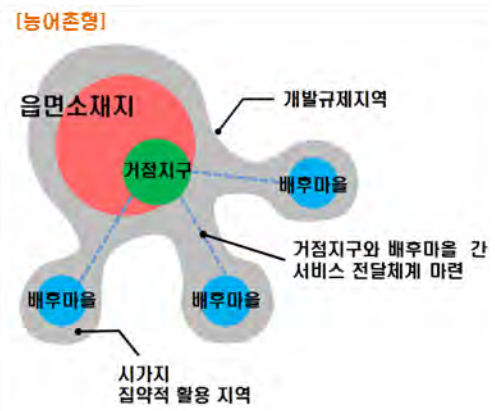 [농어촌형]
읍면소재지
개발규제지역
거점지구
배후마을
거점지구와 배후마을 간
서비스 전달체계 마련
배후마을
배후마을
시가지
집약적 활용 지역